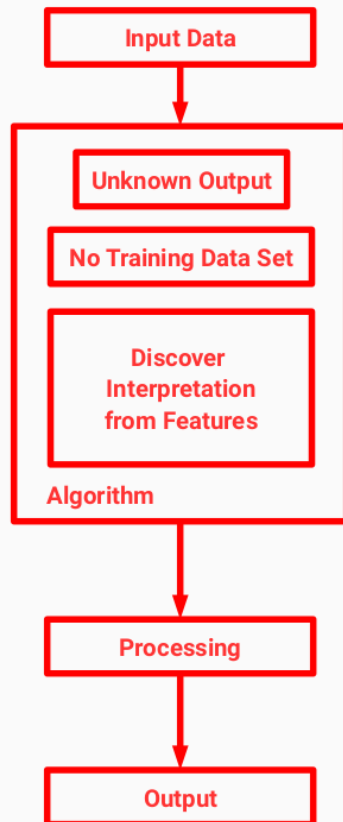 Input Data
Unknown Output
No Training Data Set
Discover
Interpretation
from Features
Algorithm
Processing
Output